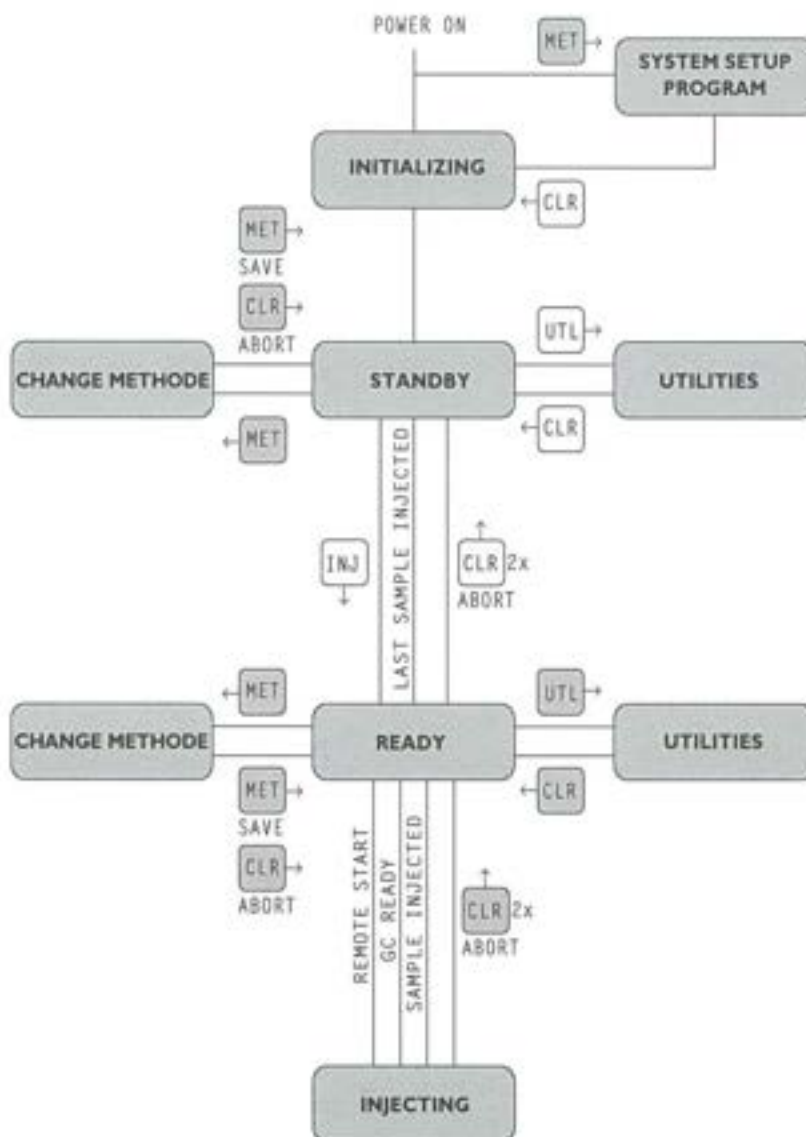 POWER ON
MET
SYSTEM SETUP
PROGRAM
INITIALIZING
CLR
MET
SAVE
CLR
ABORT
UTL
CHANGE METHODE
STANDBY
UTILITIES
MET
CLR
LAST SAMPLE INJECTED
INJ
CLR 2x
ABORT
MET
UTL
CHANGE METHODE
READY
UTILITIES
MET
SAVE
CLR
CLR
ABORT
REMOTE START
GC READY
SAMPLE INJECTED
CLR 2x
ABORT
INJECTING